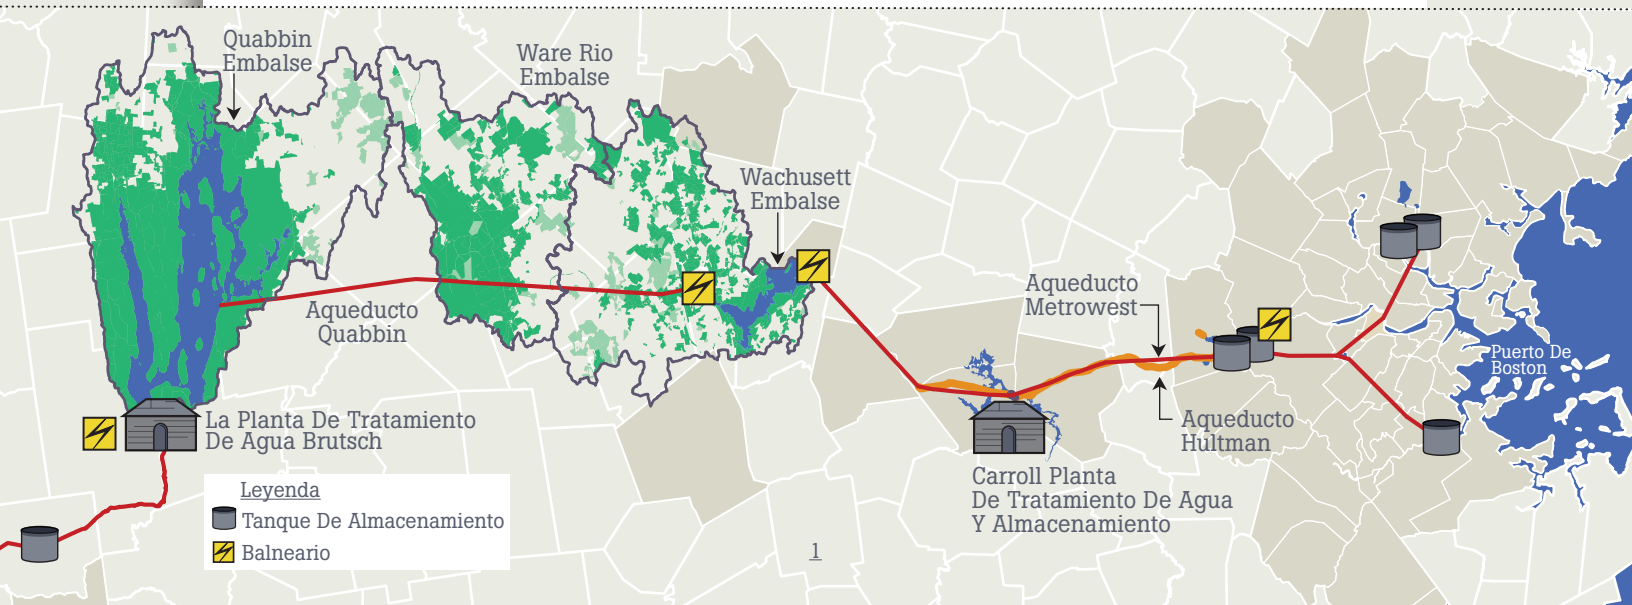 Quabbin
Embalse
Ware Rio
Embalse
Wachusett
Embalse
Aqueducto
Quabbin
Aqueducto
Metrowest
Puerto De
Boston
Aqueducto
Hultman
La Planta De Tratamiento
De Agua Brutsch
Carroll Planta
De Tratamiento De Agua
Y Almacenamiento
Leyenda
Tanque De Almacenamiento
Balneario
1